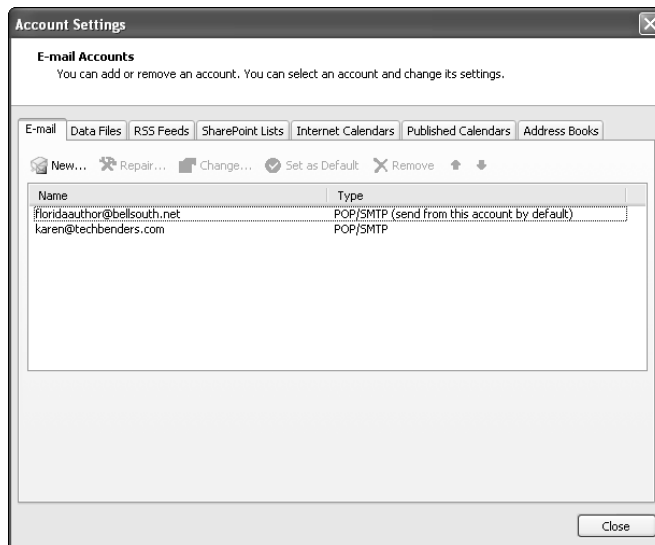 Account Settings
E-mail Accounts
You can add or remove an account. You can select an account and change its settings.
E-mail Data Files RSS Feeds SharePoint Lists Internet Calendars Published Calendars Address Books
New... Repair... Change... Set as Default Remove
Name Type
floridaauthor@bellsouth.net POP/SMTP (send from this account by default)
karen@techbenders.com POP/SMTP
Close